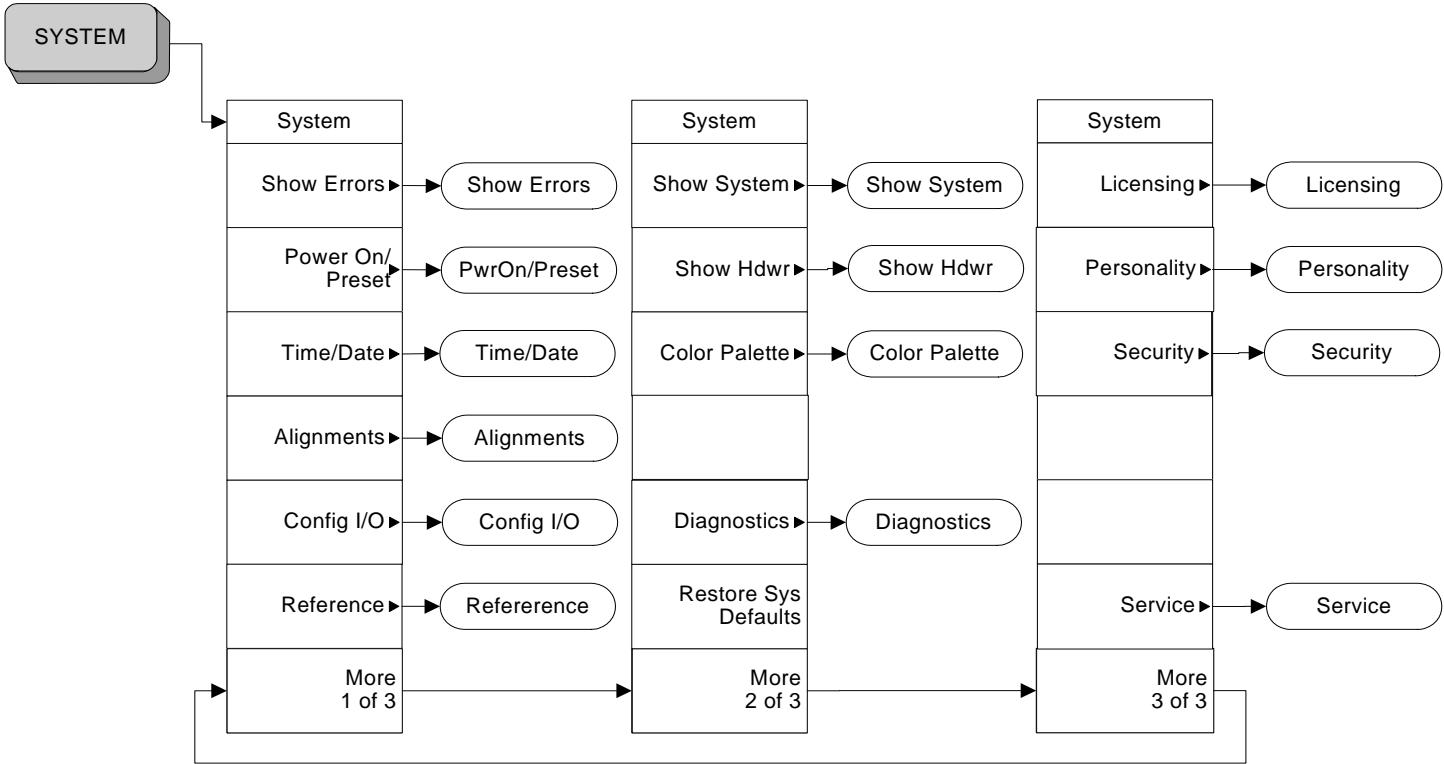 SYSTEM
System
Show Errors
Show Errors
Power On/
Preset
PwrOn/Preset
Time/Date
Time/Date
Alignments
Alignments
Config I/O
Config I/O
Reference
Refererence
More
1 of 3
System
Show System
Show System
Show Hdwr
Show Hdwr
Color Palette
Color Palette
Diagnostics
Diagnostics
Restore Sys
Defaults
More
2 of 3
System
Licensing
Licensing
Personality
Personality
Security
Security
Service
Service
More
3 of 3